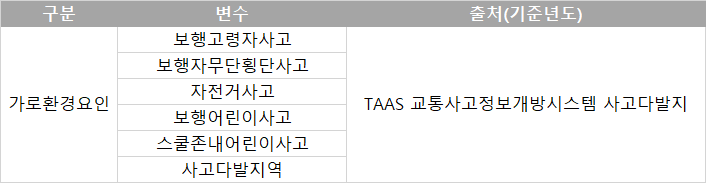 구분 변수 출처(기준년도)
보행고령자사고
보행자무단횡단사고
자전거사고
가로환경요인 TAAS 교통사고정보개방시스템 사고다발지
보행어린이사고
스쿨존내어린이사고
사고다발지역